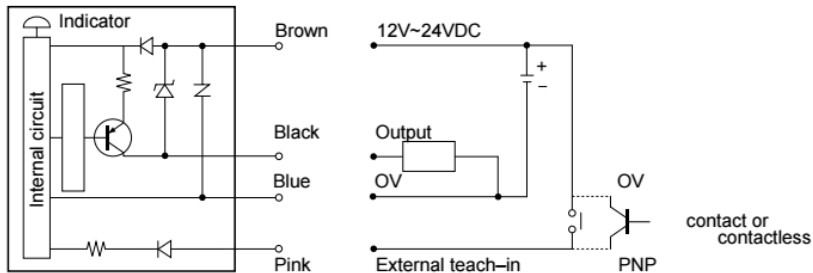 Indicator
Internal circuit
Brown
Black
Blue
Pink
12V~24VDC
+
−
Output
OV
External teach–in
OV
PNP
contact or
contactless